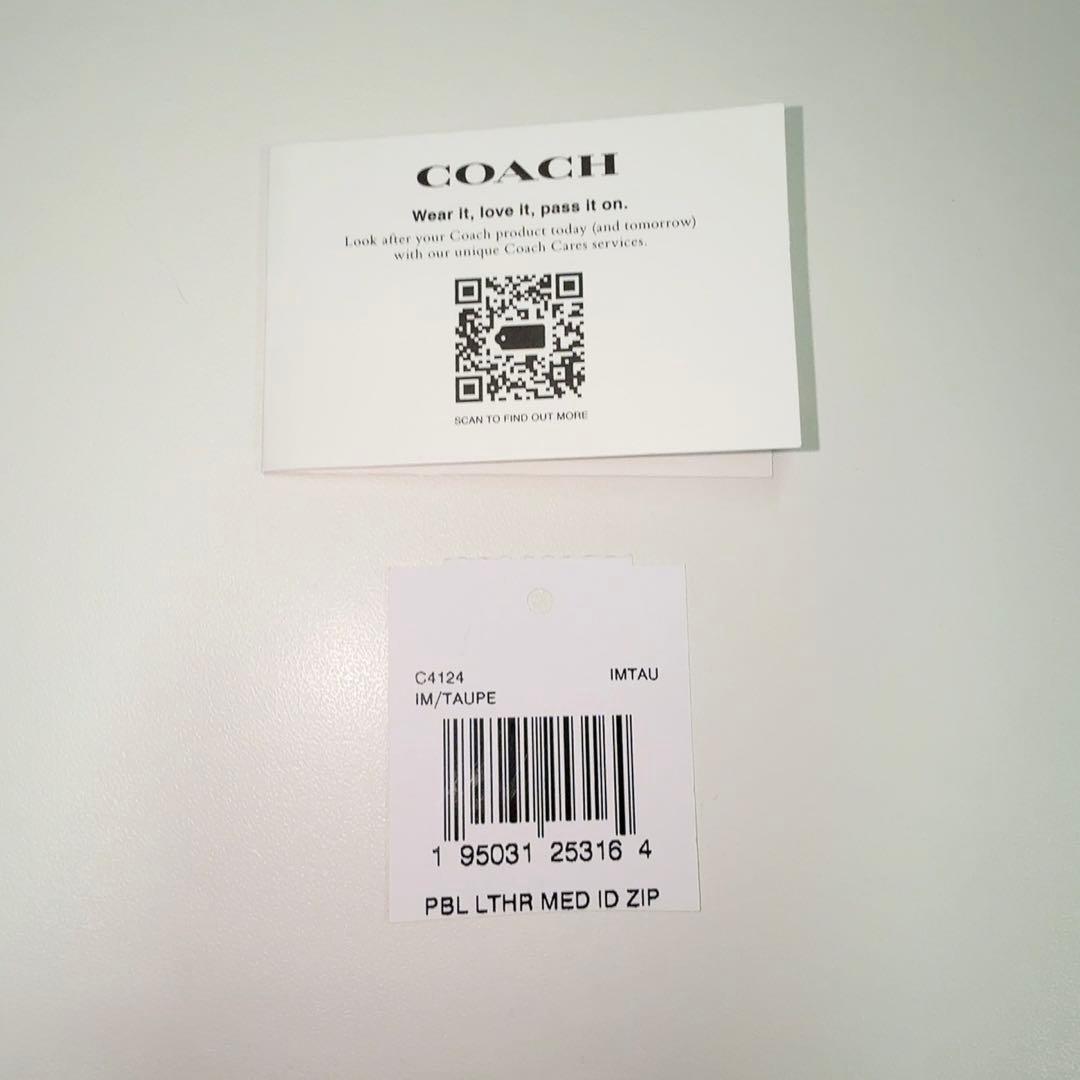 COACH
Wear it, love it, pass it on.
Look after your Coach product today (and tomorrow)
with our unique Coach Cares services.
SCAN TO FIND OUT MORE
C4124 IMTAU
IM/TAUPE
1 95031 25316 4
PBL LTHR MED ID ZIP